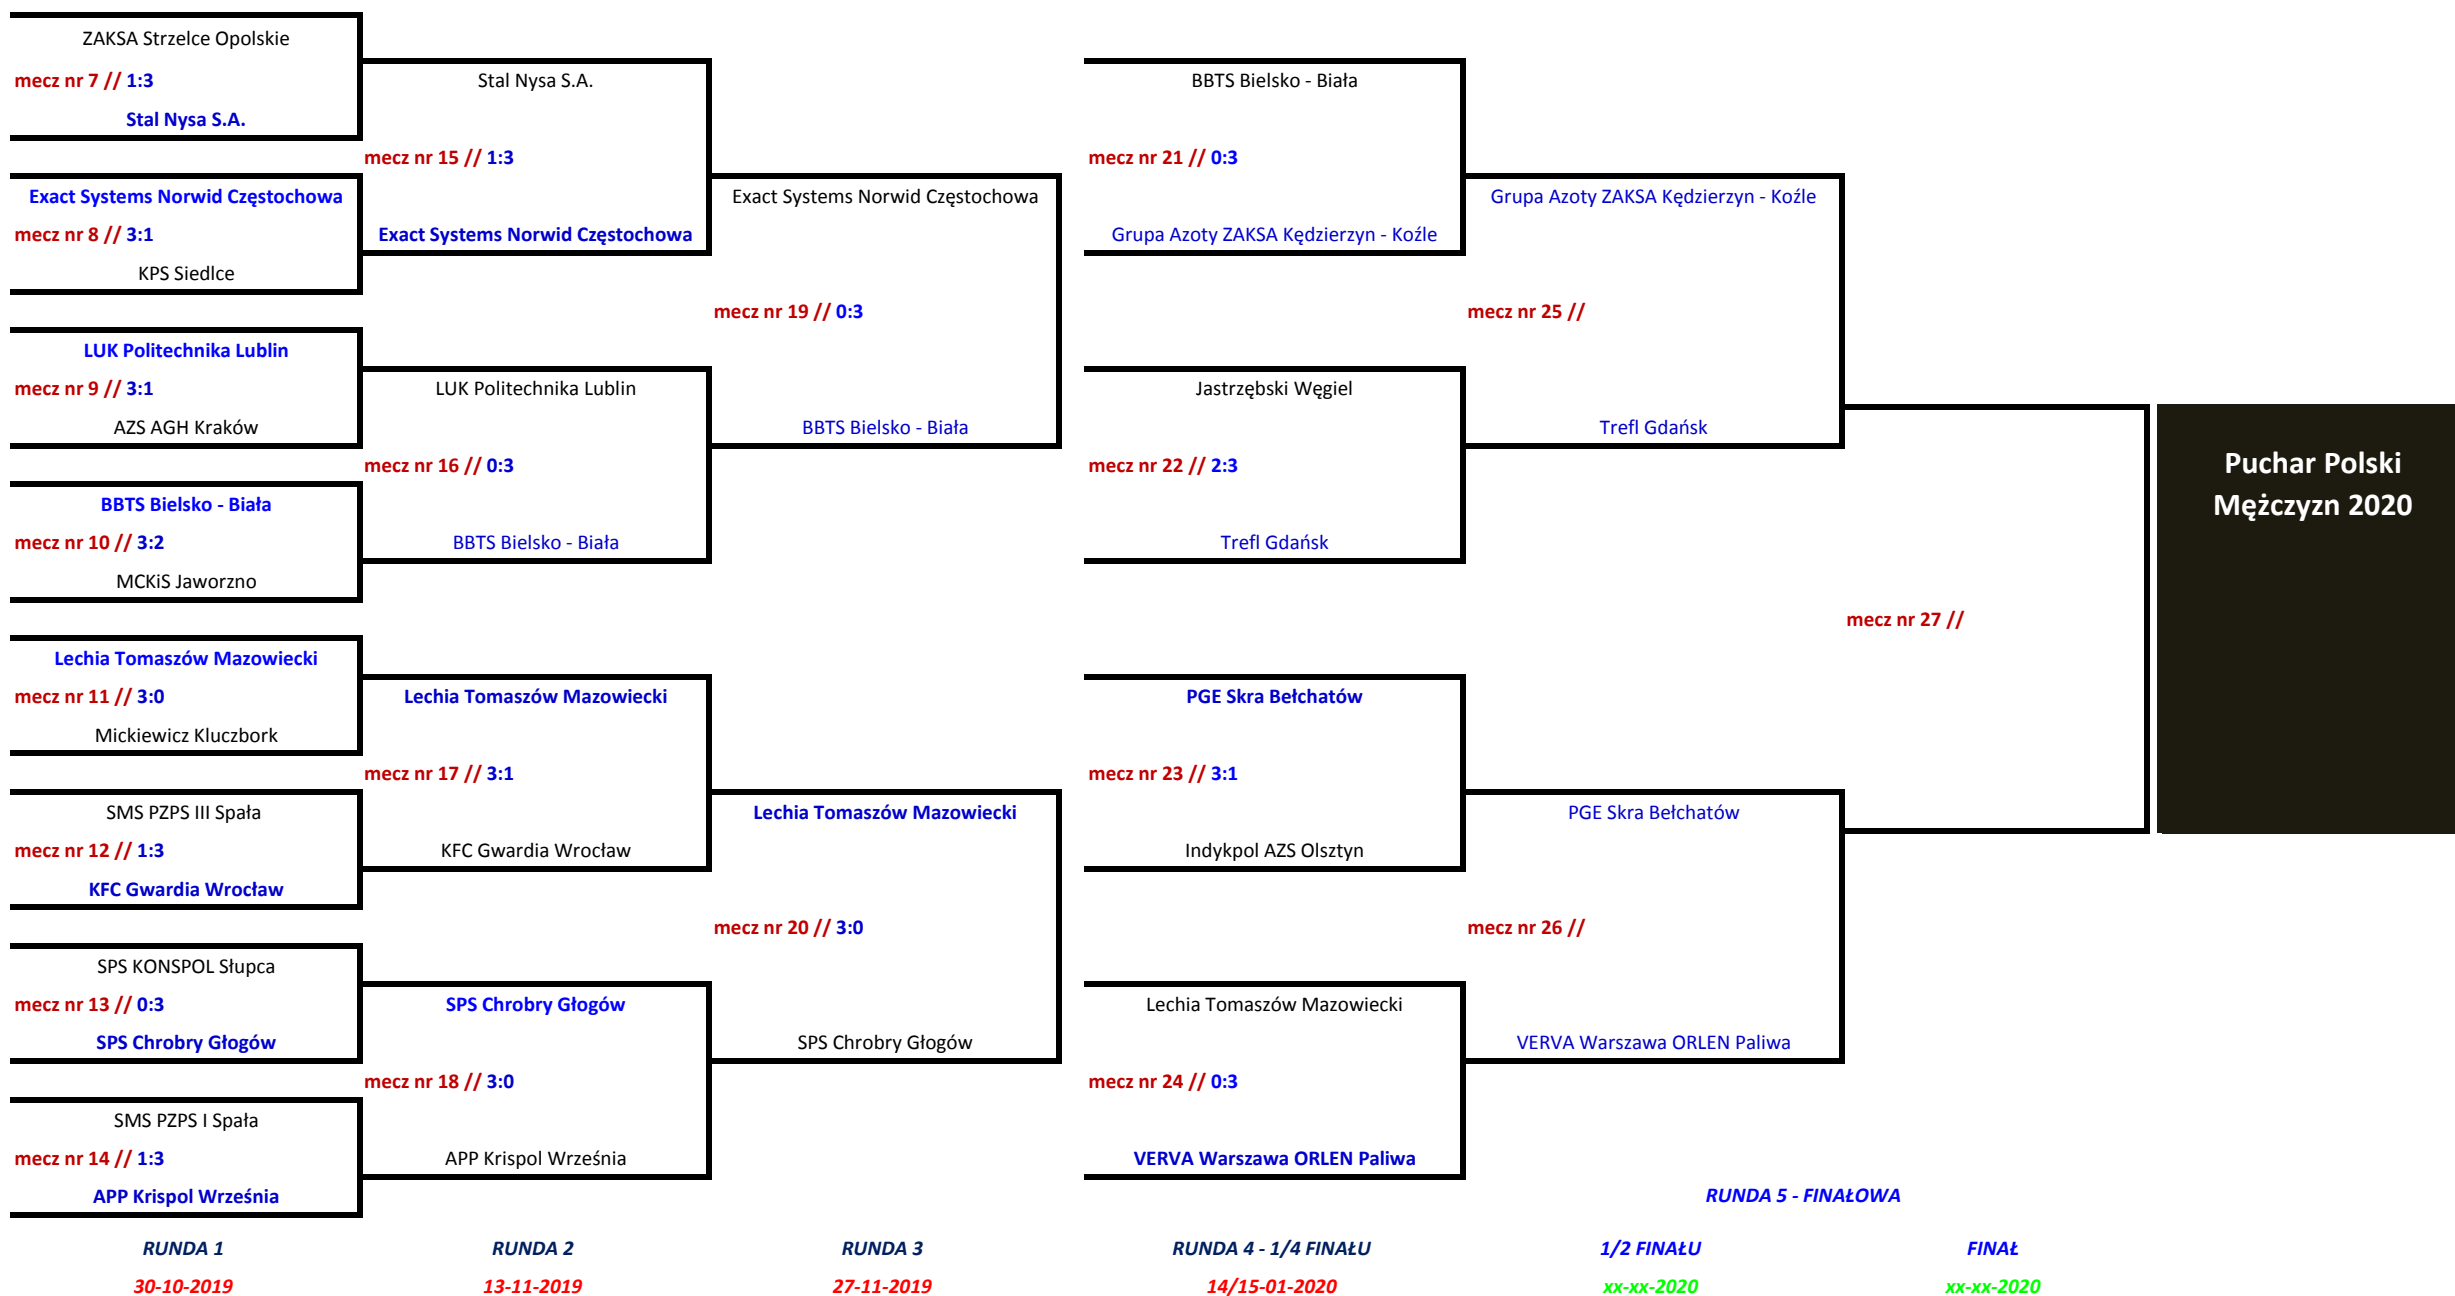 ZAKSA Strzelce Opolskie
mecz nr 7 // 1:3
Stal Nysa S.A.
Exact Systems Norwid Częstochowa
mecz nr 8 // 3:1
KPS Siedlce
LUK Politechnika Lublin
mecz nr 9 // 3:1
AZS AGH Kraków
BBTS Bielsko - Biała
mecz nr 10 // 3:2
MCKiS Jaworzno
Lechia Tomaszów Mazowiecki
mecz nr 11 // 3:0
Mickiewicz Kluczbork
SMS PZPS III Spała
mecz nr 12 // 1:3
KFC Gwardia Wrocław
SPS KONSPOL Słupca
mecz nr 13 // 0:3
SPS Chrobry Głogów
SMS PZPS I Spała
mecz nr 14 // 1:3
APP Krispol Września
RUNDA 1
30-10-2019
Stal Nysa S.A.
mecz nr 15 // 1:3
Exact Systems Norwid Częstochowa
LUK Politechnika Lublin
mecz nr 16 // 0:3
BBTS Bielsko - Biała
Lechia Tomaszów Mazowiecki
mecz nr 17 // 3:1
KFC Gwardia Wrocław
SPS Chrobry Głogów
mecz nr 18 // 3:0
APP Krispol Września
RUNDA 2
13-11-2019
Exact Systems Norwid Częstochowa
mecz nr 19 // 0:3
BBTS Bielsko - Biała
Lechia Tomaszów Mazowiecki
mecz nr 20 // 3:0
SPS Chrobry Głogów
RUNDA 3
27-11-2019
BBTS Bielsko - Biała
mecz nr 21 // 0:3
Grupa Azoty ZAKSA Kędzierzyn - Koźle
Jastrzębski Węgiel
mecz nr 22 // 2:3
Trefl Gdańsk
PGE Skra Bełchatów
mecz nr 23 // 3:1
Indykpol AZS Olsztyn
Lechia Tomaszów Mazowiecki
mecz nr 24 // 0:3
VERVA Warszawa ORLEN Paliwa
RUNDA 4 - 1/4 FINAŁU
14/15-01-2020
Grupa Azoty ZAKSA Kędzierzyn - Koźle
mecz nr 25 //
Trefl Gdańsk
PGE Skra Bełchatów
mecz nr 26 //
VERVA Warszawa ORLEN Paliwa
RUNDA 5 - FINAŁOWA
1/2 FINAŁU
xx-xx-2020
mecz nr 27 //
FINAŁ
xx-xx-2020
Puchar Polski
Mężczyzn 2020